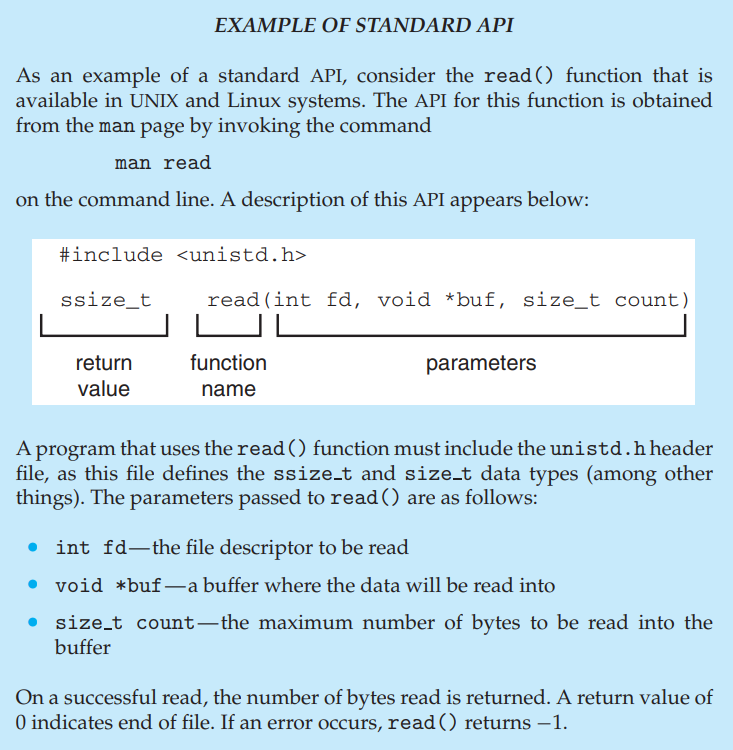 EXAMPLE OF STANDARD API
As an example of a standard API, consider the read() function that is
available in UNIX and Linux systems. The API for this function is obtained
from the man page by invoking the command
man read
on the command line. A description of this API appears below:
#include <unistd.h>
ssize_t read(int fd, void *buf, size_t count)
return function parameters
value name
A program that uses the read() function must include the unistd.h header
file, as this file defines the ssize_t and size_t data types (among other
things). The parameters passed to read() are as follows:
• int fd—the file descriptor to be read
• void *buf—a buffer where the data will be read into
• size_t count—the maximum number of bytes to be read into the
buffer
On a successful read, the number of bytes read is returned. A return value of
0 indicates end of file. If an error occurs, read() returns −1.